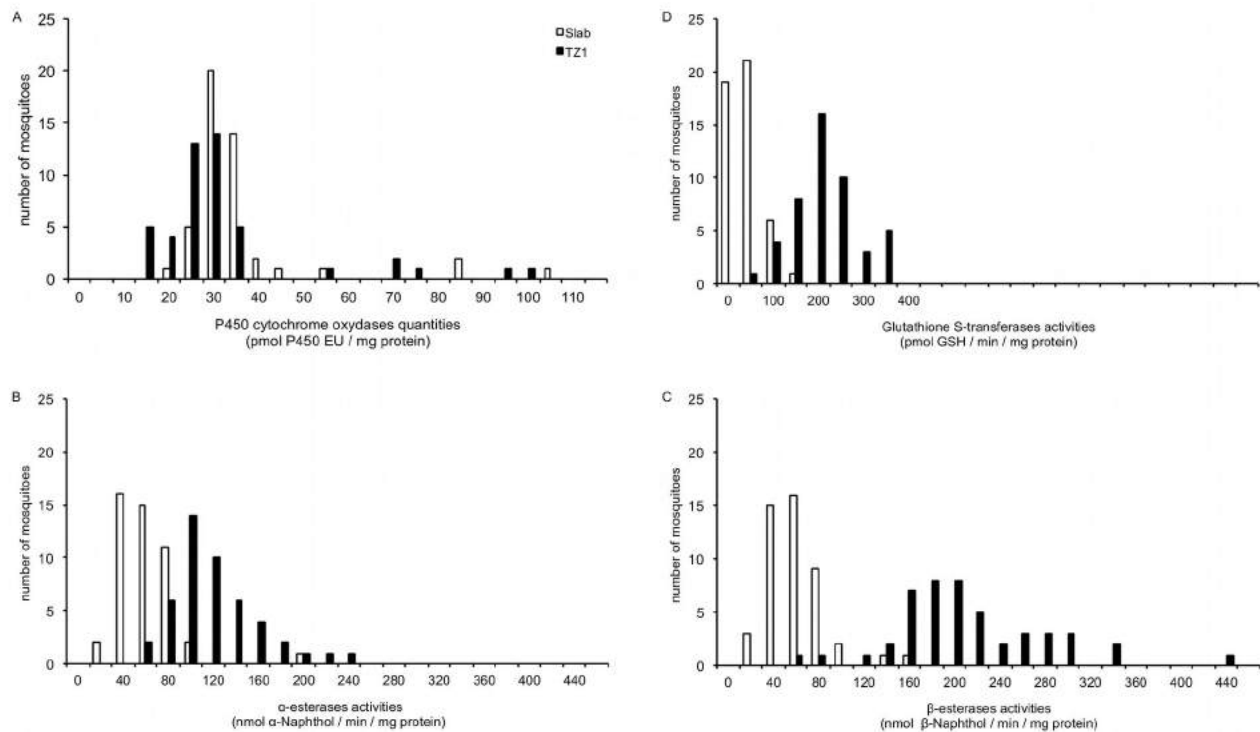 A
number of mosquitoes
25
20
15
10
5
0
Slab
TZ1
0 10 20 30 40 50 60 70 80 90 100 110
P450 cytochrome oxydases quantities
(pmol P450 EU / mg protein)
D
number of mosquitoes
25
20
15
10
5
0
0 100 200 300 400
Glutathione S-transferases activities
(pmol GSH / min / mg protein)
B
number of mosquitoes
25
20
15
10
5
0
0 40 80 120 160 200 240 280 320 360 400 440
α-esterases activities
(nmol α-Naphthol / min / mg protein)
C
number of mosquitoes
25
20
15
10
5
0
0 40 80 120 160 200 240 280 320 360 440
β-esterases activities
(nmol β-Naphthol / min / mg protein)